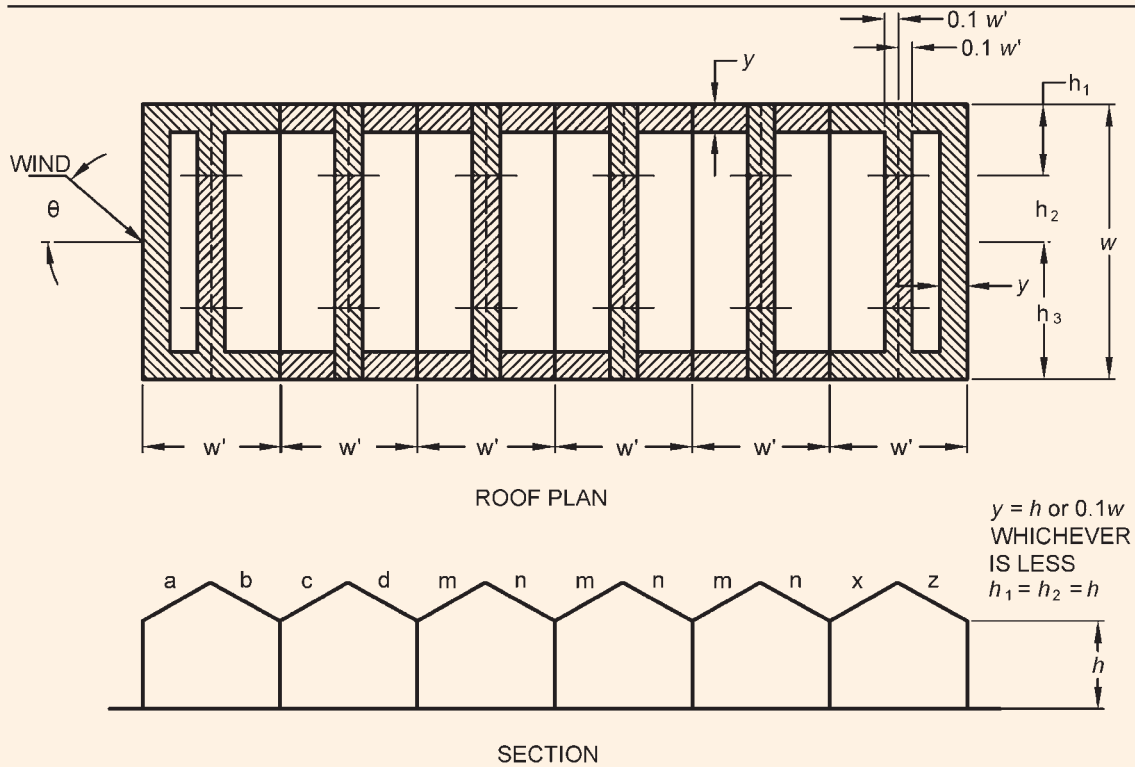 0.1 w'
0.1 w'
y
h₁
WIND
θ
h₂
w
y
h₃
w' w' w' w' w' w'
ROOF PLAN
y = h or 0.1w
WHICHEVER
IS LESS
h₁ = h₂ = h
a b c d m n m n m n x z
h
SECTION